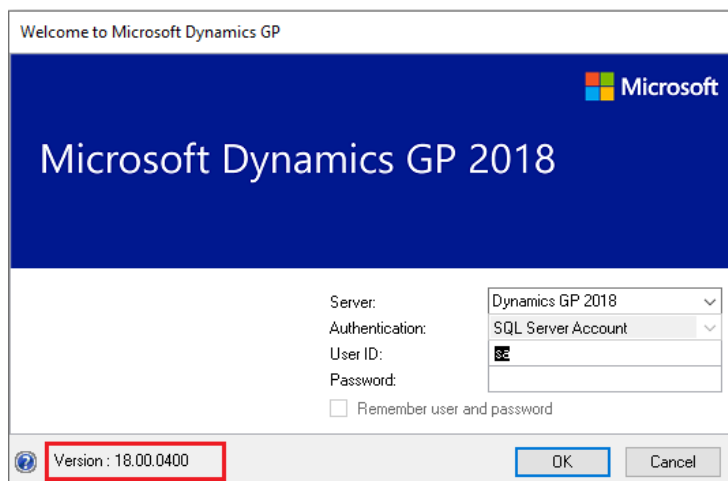 Welcome to Microsoft Dynamics GP
Microsoft
Microsoft Dynamics GP 2018
Server: Dynamics GP 2018
Authentication: SQL Server Account
User ID: sa
Password:
Remember user and password
Version : 18.00.0400 OK Cancel